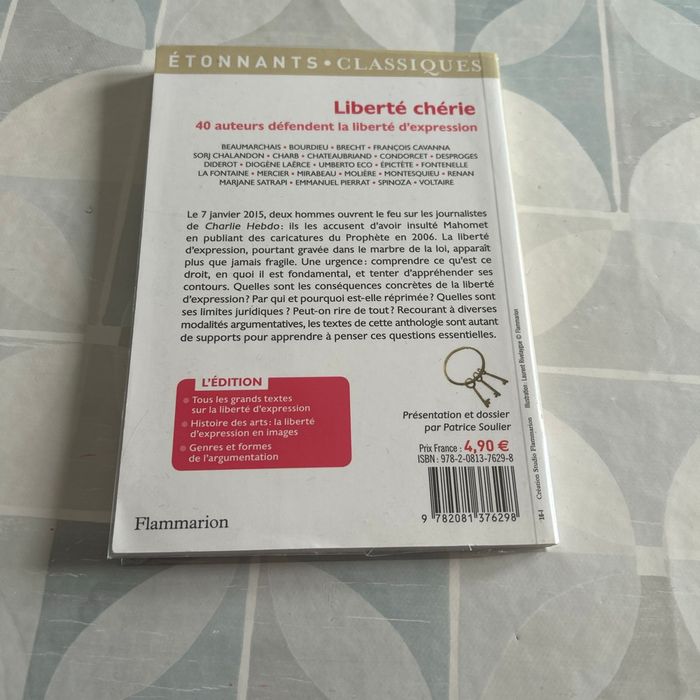 ÉTONNANTS • CLASSIQUES
Liberté chérie
40 auteurs défendent la liberté d'expression
BEAUMARCHAIS • BOURDIEU • BRECHT • FRANÇOIS CAVANNA
SORJ CHALANDON • CHARB • CHATEAUBRIAND • CONDORCET • DESPROGES
DIDEROT • DIOGÈNE LAËRCE • UMBERTO ECO • ÉPICTÈTE • FONTENELLE
LA FONTAINE • MERCIER • MIRABEAU • MOLIÈRE • MONTESQUIEU • RENAN
MARJANE SATRAPI • EMMANUEL PIERRAT • SPINOZA • VOLTAIRE
Le 7 janvier 2015, deux hommes ouvrent le feu sur les journalistes
de Charlie Hebdo : ils les accusent d'avoir insulté Mahomet
en publiant des caricatures du Prophète en 2006. La liberté
d'expression, pourtant gravée dans le marbre de la loi, apparaît
plus que jamais fragile. Une urgence : comprendre ce qu'est ce
droit, en quoi il est fondamental, et tenter d'appréhender ses
contours. Quelles sont les conséquences concrètes de la liberté
d'expression ? Par qui et pourquoi est-elle réprimée ? Quelles sont
ses limites juridiques ? Peut-on rire de tout ? Recourant à diverses
modalités argumentatives, les textes de cette anthologie sont autant
de supports pour apprendre à penser ces questions essentielles.
L'ÉDITION
• Tous les grands textes
sur la liberté d'expression
• Histoire des arts : la liberté
d'expression en images
• Genres et formes
de l'argumentation
Présentation et dossier
par Patrice Soulier
Prix France : 4,90 €
ISBN : 978-2-0813-7629-8
9 782081 376298
Flammarion
16-I Création Studio Flammarion Illustration : Laurent Rivelaygue © Flammarion